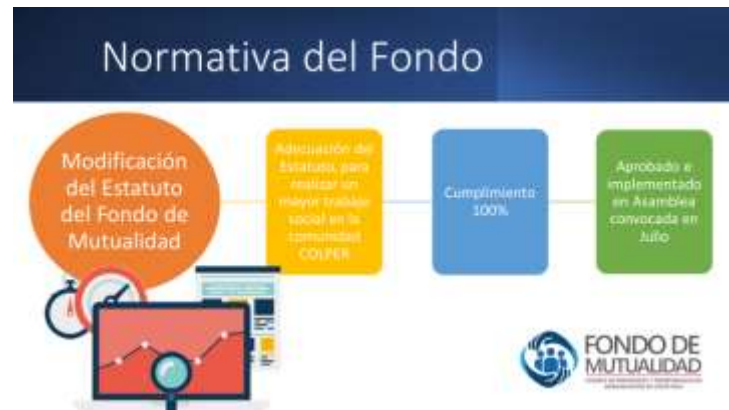 Normativa del Fondo
Modificación
del Estatuto
del Fondo de
Mutualidad
Adecuación del
Estatuto, para
realizar un
mayor trabajo
social en la
comunidad
COLPER
Cumplimiento
100%
Aprobado e
implementado
en Asamblea
convocada en
Julio
FONDO DE
MUTUALIDAD